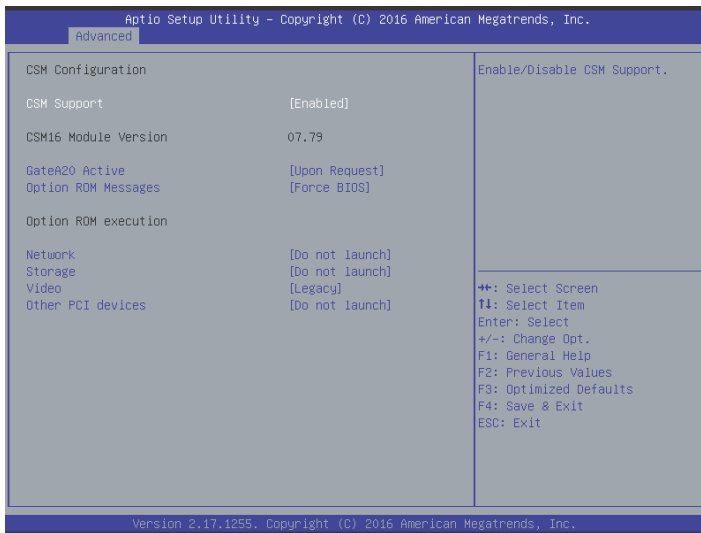 Aptio Setup Utility – Copyright (C) 2016 American Megatrends, Inc.
Advanced
CSM Configuration
CSM Support [Enabled]
CSM16 Module Version 07.79
GateA20 Active [Upon Request]
Option ROM Messages [Force BIOS]
Option ROM execution
Network [Do not launch]
Storage [Do not launch]
Video [Legacy]
Other PCI devices [Do not launch]
Enable/Disable CSM Support.
→←: Select Screen
↑↓: Select Item
Enter: Select
+/-: Change Opt.
F1: General Help
F2: Previous Values
F3: Optimized Defaults
F4: Save & Exit
ESC: Exit
Version 2.17.1255. Copyright (C) 2016 American Megatrends, Inc.